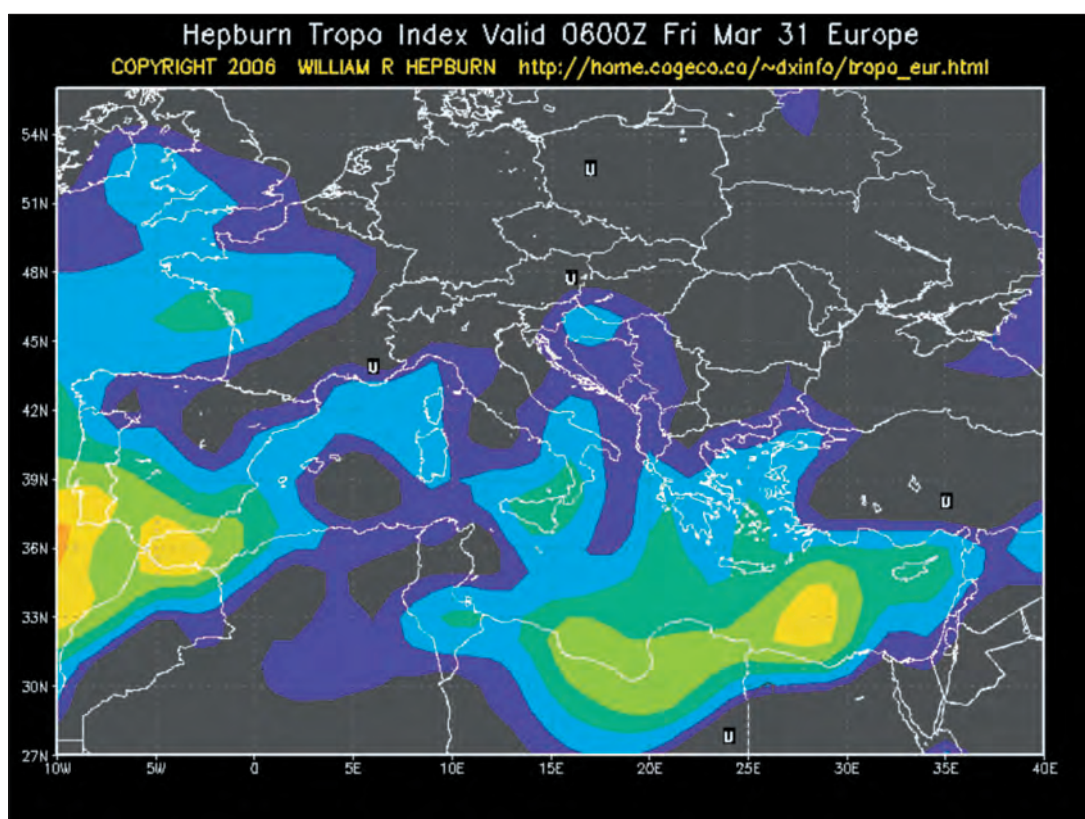 Hepburn Tropo Index Valid 0600Z Fri Mar 31 Europe
COPYRIGHT 2006 WILLIAM R HEPBURN http://home.cogeco.ca/~dxinfo/tropo_eur.html
54N
U
51N
48N
U
45N
U
42N
39N
U
36N
33N
30N
U
27N
10W 5W 0 5E 10E 15E 20E 25E 30E 35E 40E